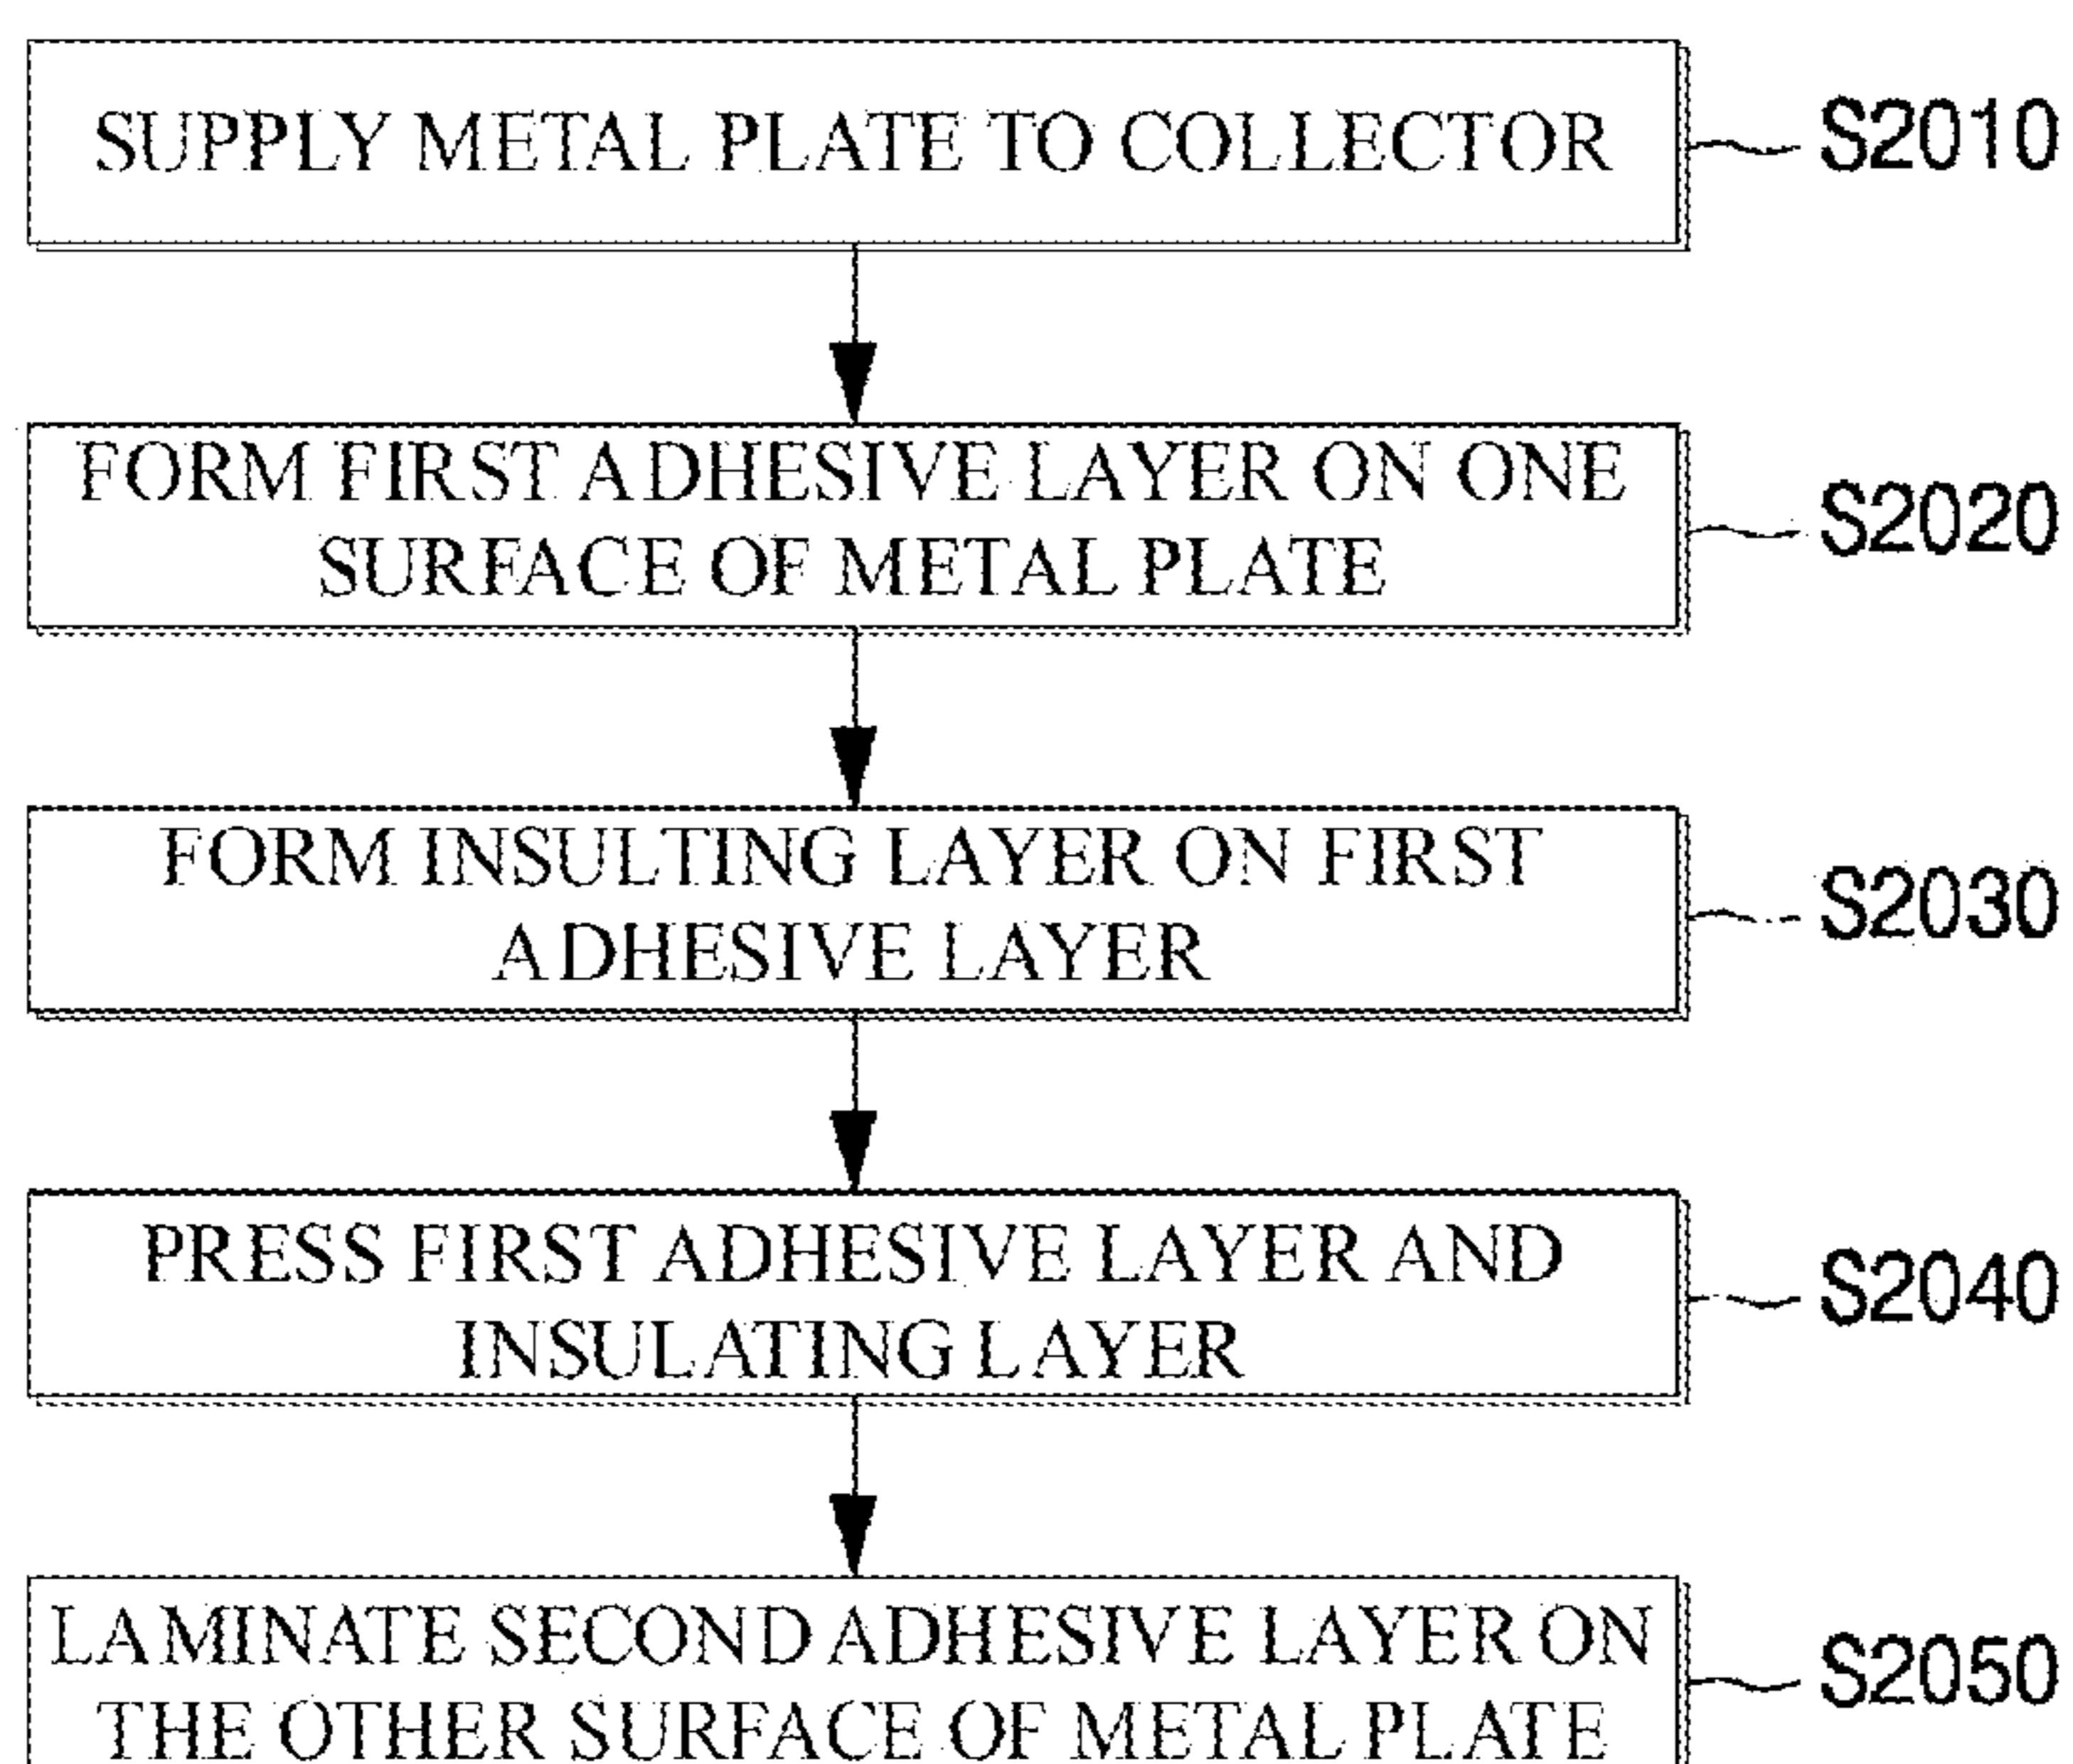 SUPPLY METAL PLATE TO COLLECTOR
S2010
FORM FIRST ADHESIVE LAYER ON ONE
SURFACE OF METAL PLATE
S2020
FORM INSULTING LAYER ON FIRST
ADHESIVE LAYER
S2030
PRESS FIRST ADHESIVE LAYER AND
INSULATING LAYER
S2040
LAMINATE SECOND ADHESIVE LAYER ON
THE OTHER SURFACE OF METAL PLATE
S2050